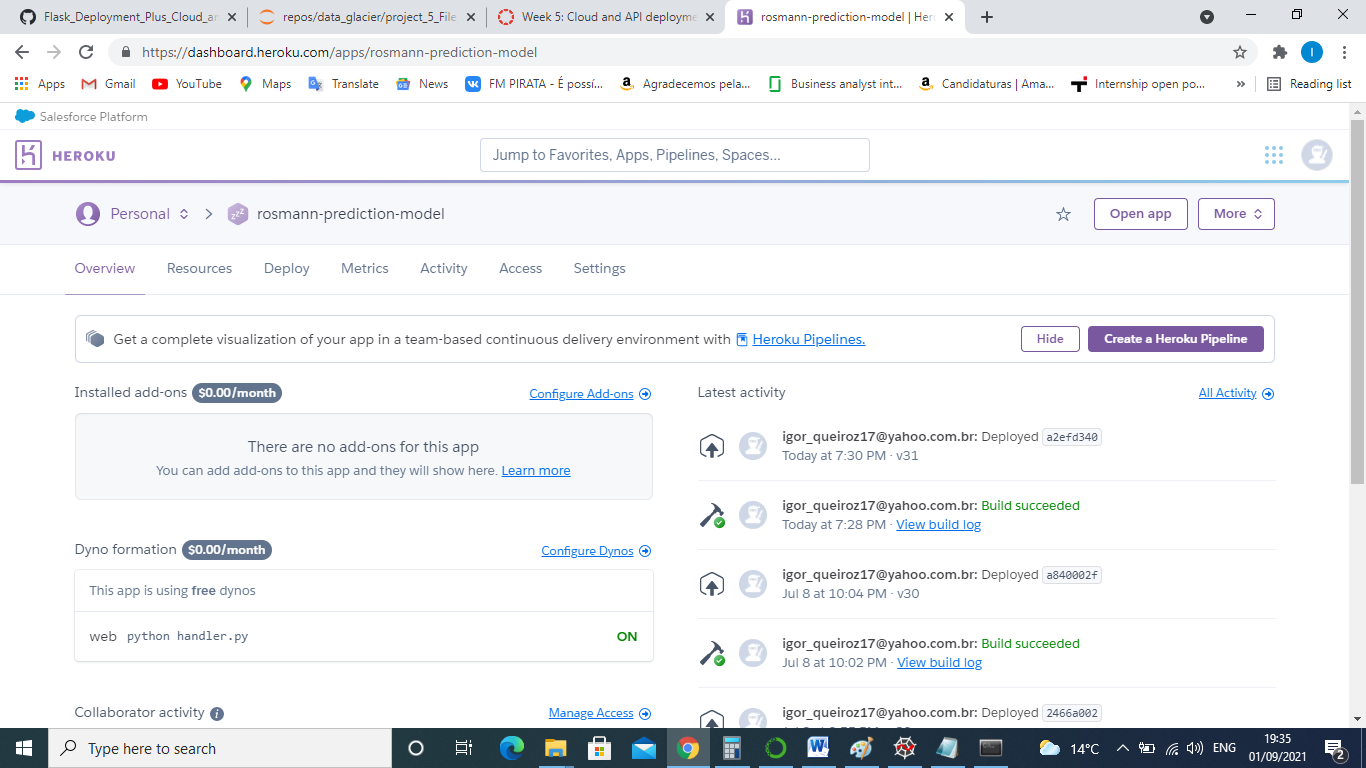 Flask_Deployment_Plus_Cloud_ar
repos/data_glacier/project_5_File
Week 5: Cloud and API deployme
rosmann-prediction-model | Her
https://dashboard.heroku.com/apps/rosmann-prediction-model
I
Apps
Gmail
YouTube
Maps
Translate
News
FM PIRATA - É possí...
Agradecemos pela...
Business analyst int...
Candidaturas | Ama...
Internship open po...
»
Reading list
Salesforce Platform
HEROKU
Jump to Favorites, Apps, Pipelines, Spaces...
Personal
rosmann-prediction-model
Open app
More
Overview Resources Deploy Metrics Activity Access Settings
Get a complete visualization of your app in a team-based continuous delivery environment with Heroku Pipelines.
Hide
Create a Heroku Pipeline
Installed add-ons $0.00/month
Configure Add-ons
There are no add-ons for this app
You can add add-ons to this app and they will show here. Learn more
Dyno formation $0.00/month
Configure Dynos
This app is using free dynos
web python handler.py
ON
Collaborator activity
Manage Access
Latest activity
All Activity
igor_queiroz17@yahoo.com.br: Deployed a2efd340
Today at 7:30 PM · v31
igor_queiroz17@yahoo.com.br: Build succeeded
Today at 7:28 PM · View build log
igor_queiroz17@yahoo.com.br: Deployed a840002f
Jul 8 at 10:04 PM · v30
igor_queiroz17@yahoo.com.br: Build succeeded
Jul 8 at 10:02 PM · View build log
igor_queiroz17@yahoo.com.br: Deployed 2466a002
Type here to search
14°C
ENG
19:35
01/09/2021
2